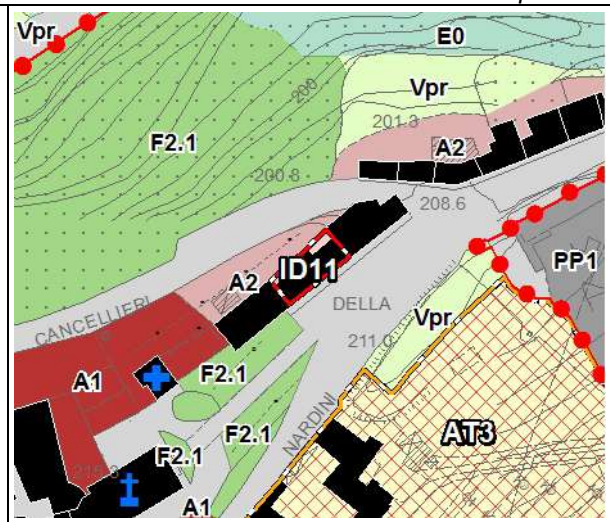 Vpr
E0
Vpr
200
F2.1
201.3
A2
200.8
208.6
ID11
PP1
A2
DELLA
CANCELLIERI
Vpr
211.0
A1
F2.1
NARDINI
F2.1
AT3
F2.1
A1